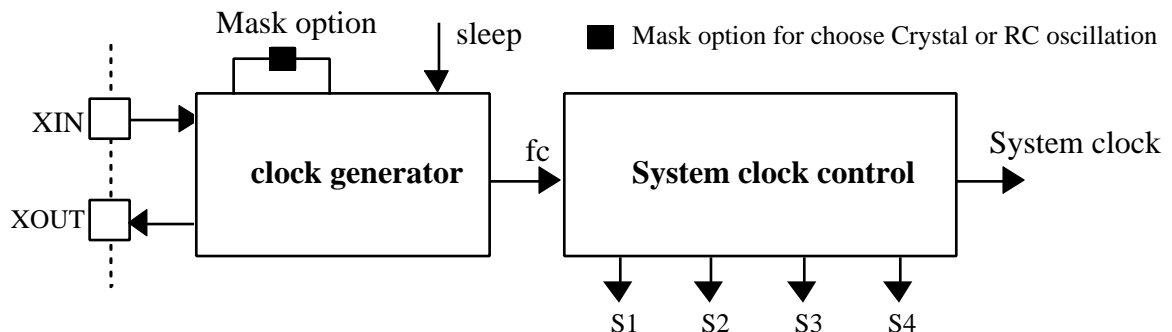 Mask option
sleep
Mask option for choose Crystal or RC oscillation
XIN
XOUT
clock generator
fc
System clock control
System clock
S1
S2
S3
S4